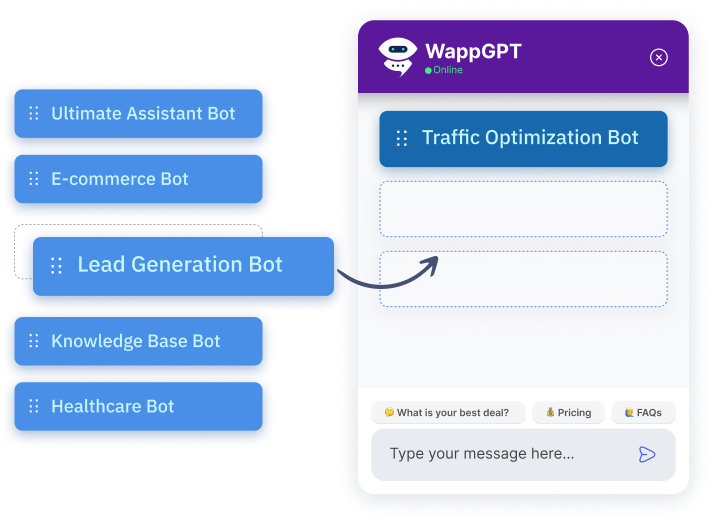 Ultimate Assistant Bot
E-commerce Bot
Lead Generation Bot
Knowledge Base Bot
Healthcare Bot
WappGPT
Online
Traffic Optimization Bot
What is your best deal?
Pricing
FAQs
Type your message here...